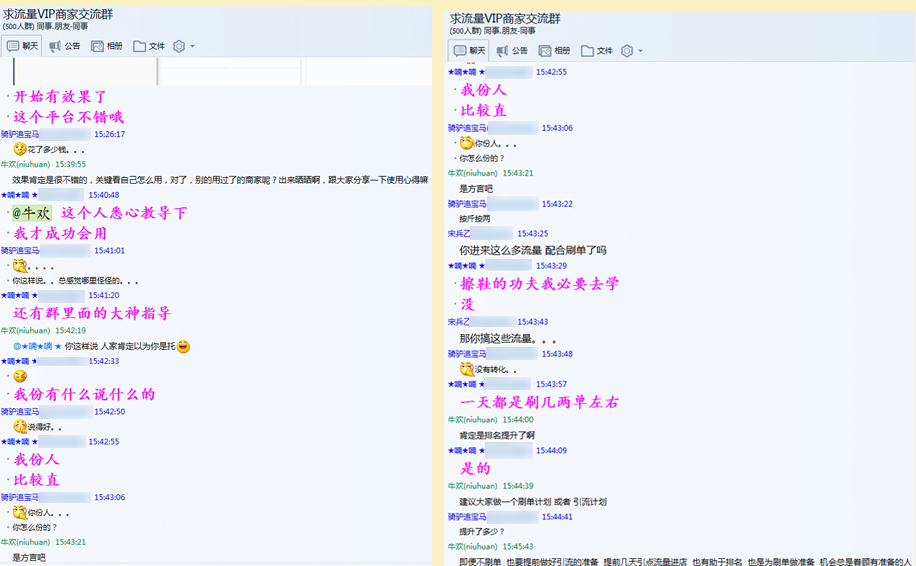 求流量VIP商家交流群
(500人群) 同事.朋友-同事
聊天 公告 相册 文件
开始有效果了
这个平台不错哦
骑驴追宝马 15:26:17
花了多少钱。。。
牛欢(niuhuan) 15:39:55
效果肯定是很不错的，关键看自己怎么用，对了，别的用过了的商家呢？出来晒晒啊，跟大家分享一下使用心得嘛
★嘀★嘀 ★ 15:40:48
@牛欢 这个人悉心教导下
我才成功会用
骑驴追宝马 15:41:01
。。。。
你这样说。。总感觉哪里怪怪的。。。
★嘀★嘀 ★ 15:41:20
还有群里面的大神指导
牛欢(niuhuan) 15:42:19
@★嘀★嘀 ★ 你这样说 人家肯定以为你是托
★嘀★嘀 ★ 15:42:33
我份有什么说什么的
骑驴追宝马 15:42:50
说得好。。
★嘀★嘀 ★ 15:42:55
我份人
比较直
骑驴追宝马 15:43:06
你份人。。。
你怎么份的？
牛欢(niuhuan) 15:43:21
是方言吧
求流量VIP商家交流群
(500人群) 同事.朋友-同事
聊天 公告 相册 文件
★嘀★嘀 ★ 15:42:55
我份人
比较直
骑驴追宝马( 15:43:06
你份人。。。
你怎么份的？
牛欢(niuhuan) 15:43:21
是方言吧
骑驴追宝马 15:43:22
按斤按两
宋兵乙 15:43:25
你进来这么多流量 配合刷单了吗
★嘀★嘀 ★ 15:43:29
擦鞋的功夫我必要去学
没
宋兵乙 15:43:43
那你搞这些流量。。。
骑驴追宝马 15:43:48
没有转化。。
★嘀★嘀 ★ 15:43:57
一天都是刷几两单左右
牛欢(niuhuan) 15:44:00
肯定是排名提升了啊
★嘀★嘀 ★ 15:44:09
是的
牛欢(niuhuan) 15:44:39
建议大家做一个刷单计划 或者 引流计划
骑驴追宝马 15:44:41
提升了多少？
牛欢(niuhuan) 15:45:43
即便不刷单 也要提前做好引流的准备 提前几天引点流量进店 也有助于排名 也是为刷单做准备 机会总是眷顾有准备的人